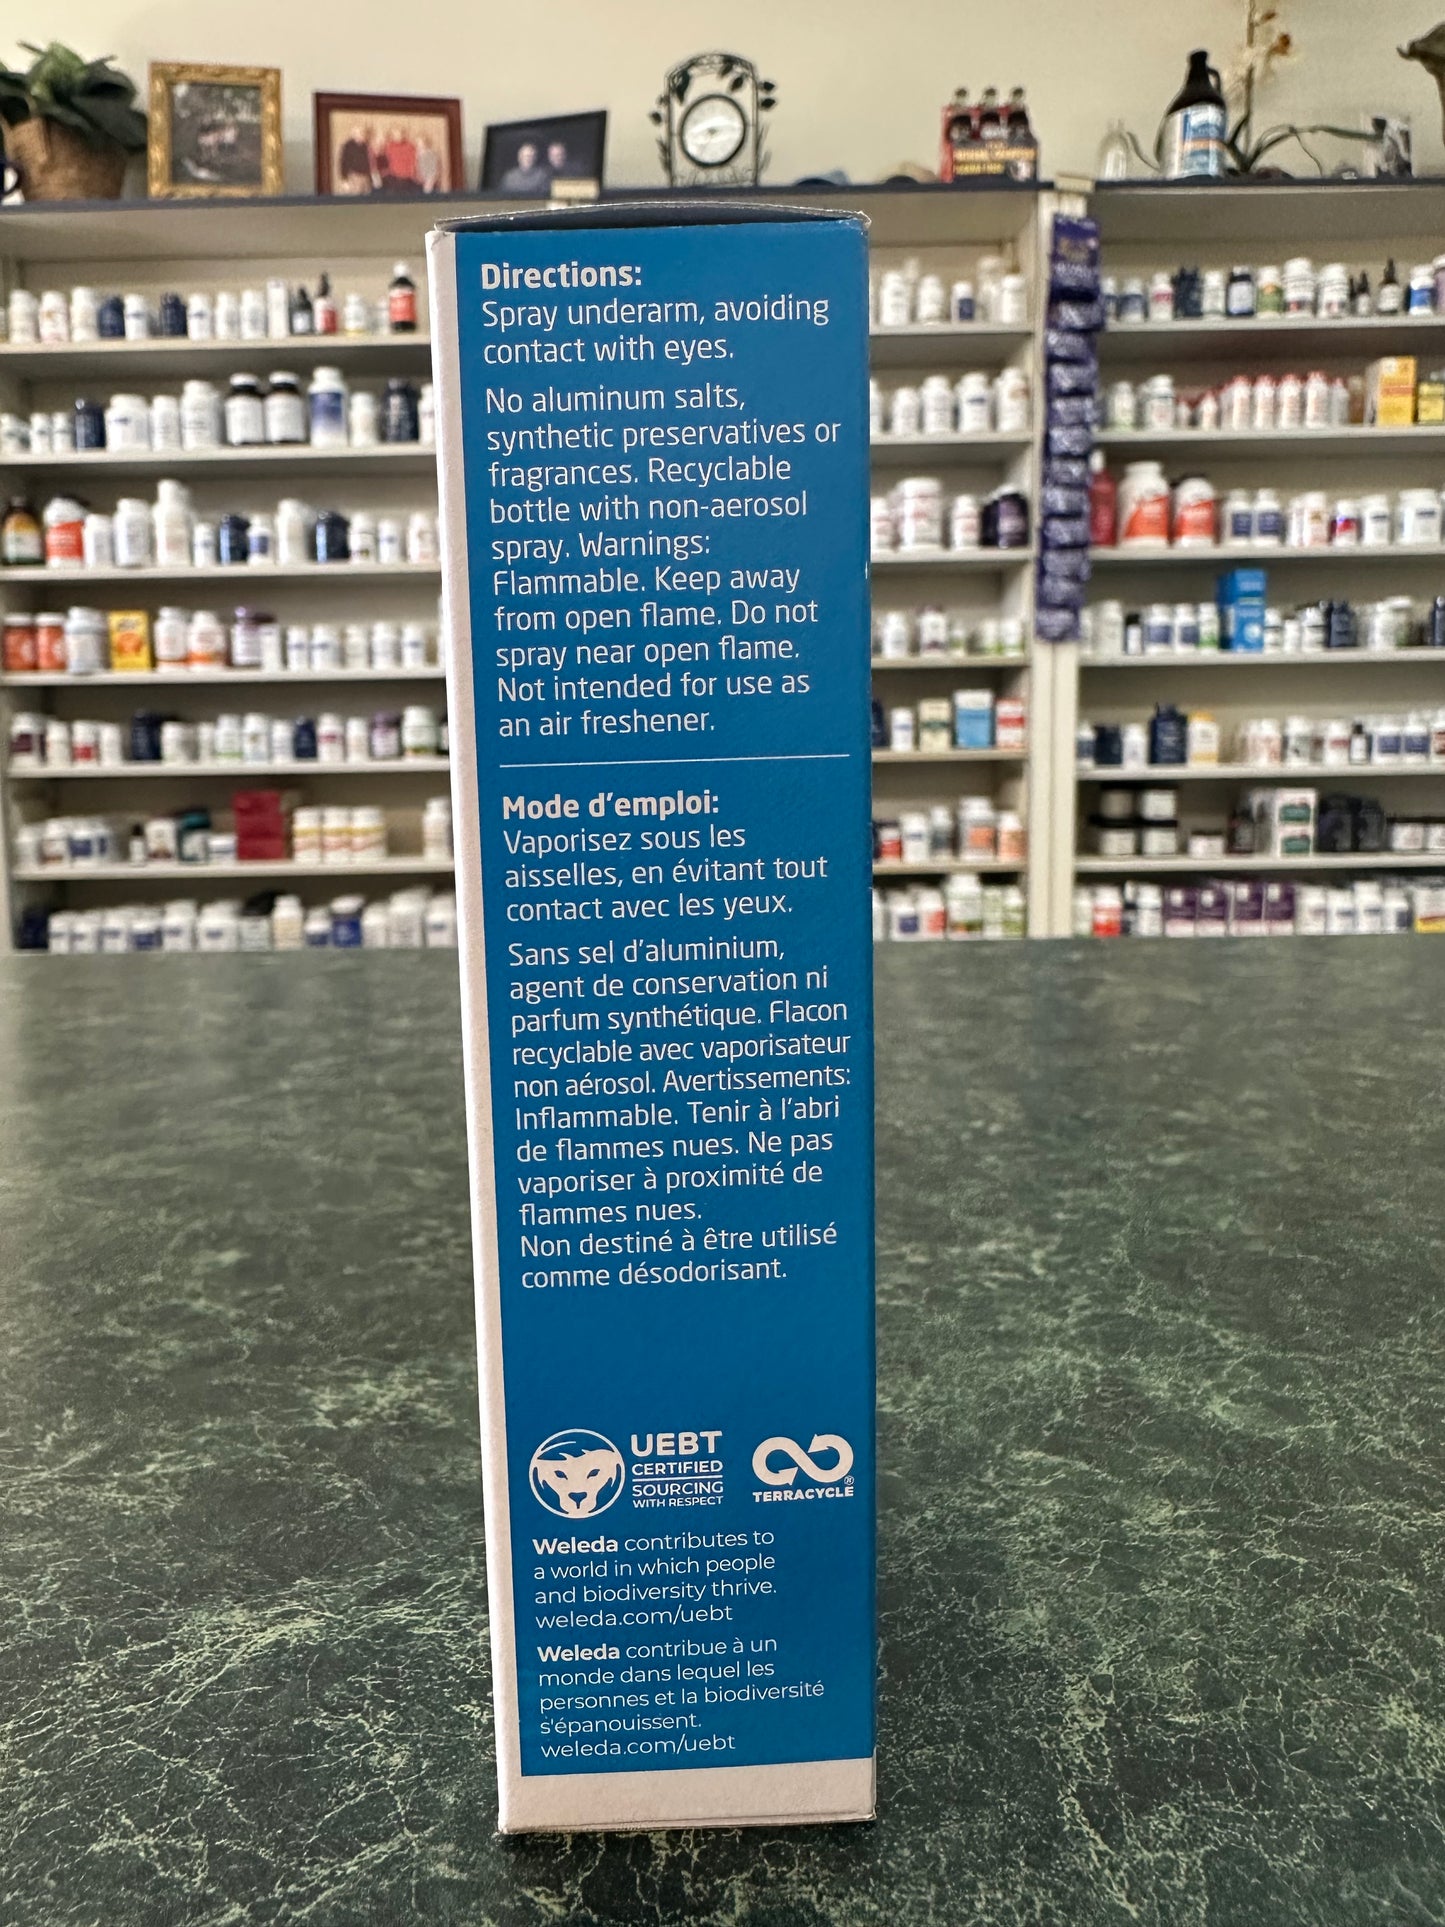 Directions:
Spray underarm, avoiding
contact with eyes.
No aluminum salts,
synthetic preservatives or
fragrances. Recyclable
bottle with non-aerosol
spray. Warnings:
Flammable. Keep away
from open flame. Do not
spray near open flame.
Not intended for use as
an air freshener.
Mode d'emploi:
Vaporisez sous les
aisselles, en évitant tout
contact avec les yeux.
Sans sel d'aluminium,
agent de conservation ni
parfum synthétique. Flacon
recyclable avec vaporisateur
non aérosol. Avertissements:
Inflammable. Tenir à l'abri
de flammes nues. Ne pas
vaporiser à proximité de
flammes nues.
Non destiné à être utilisé
comme désodorisant.
UEBT
CERTIFIED
SOURCING
WITH RESPECT
TERRACYCLE®
Weleda contributes to
a world in which people
and biodiversity thrive.
weleda.com/uebt
Weleda contribue à un
monde dans lequel les
personnes et la biodiversité
s'épanouissent.
weleda.com/uebt